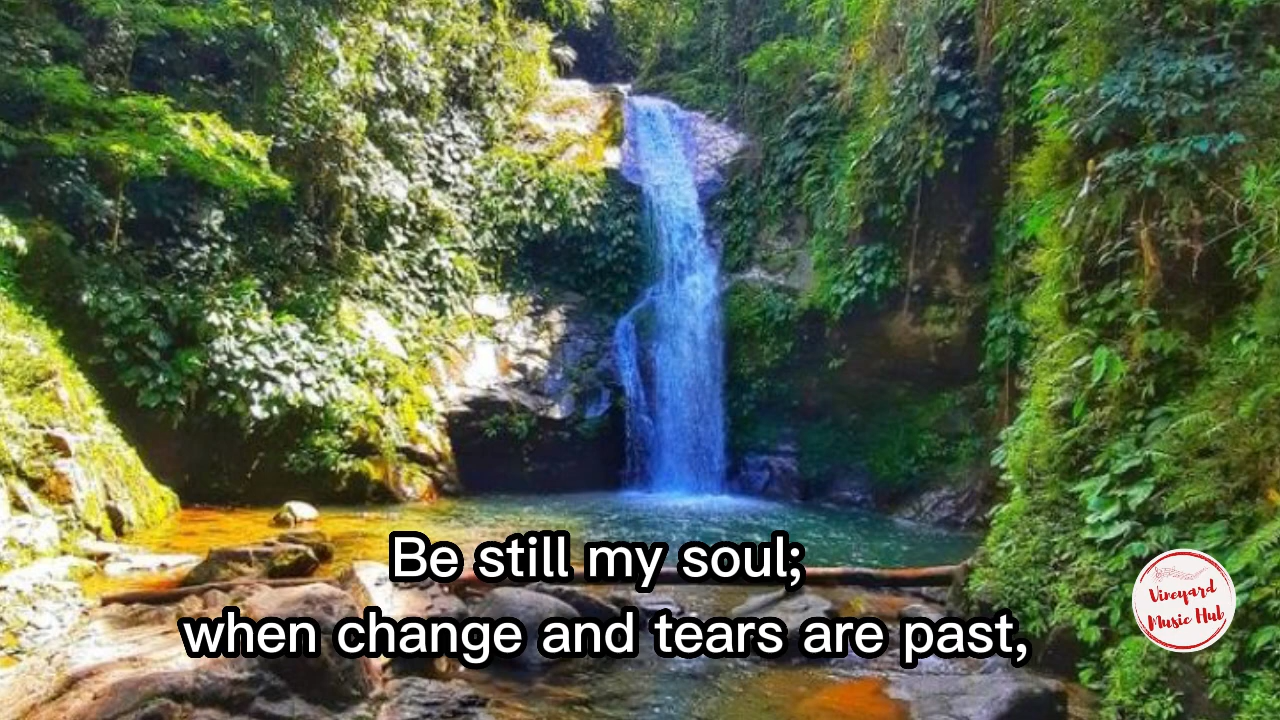 Be still my soul;
when change and tears are past,
Vineyard
Music Hub